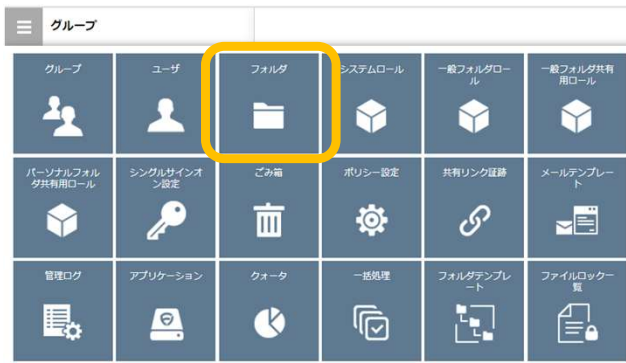 グループ
グループ
ユーザ
フォルダ
システムロール
一般フォルダロー
ル
一般フォルダ共有
用ロール
パーソナルフォル
ダ共有用ロール
シングルサインオ
ン設定
ごみ箱
ポリシー設定
共有リンク証跡
メールテンプレー
ト
管理ログ
アプリケーション
クォータ
一括処理
フォルダテンプレ
ート
ファイルロック一
覧